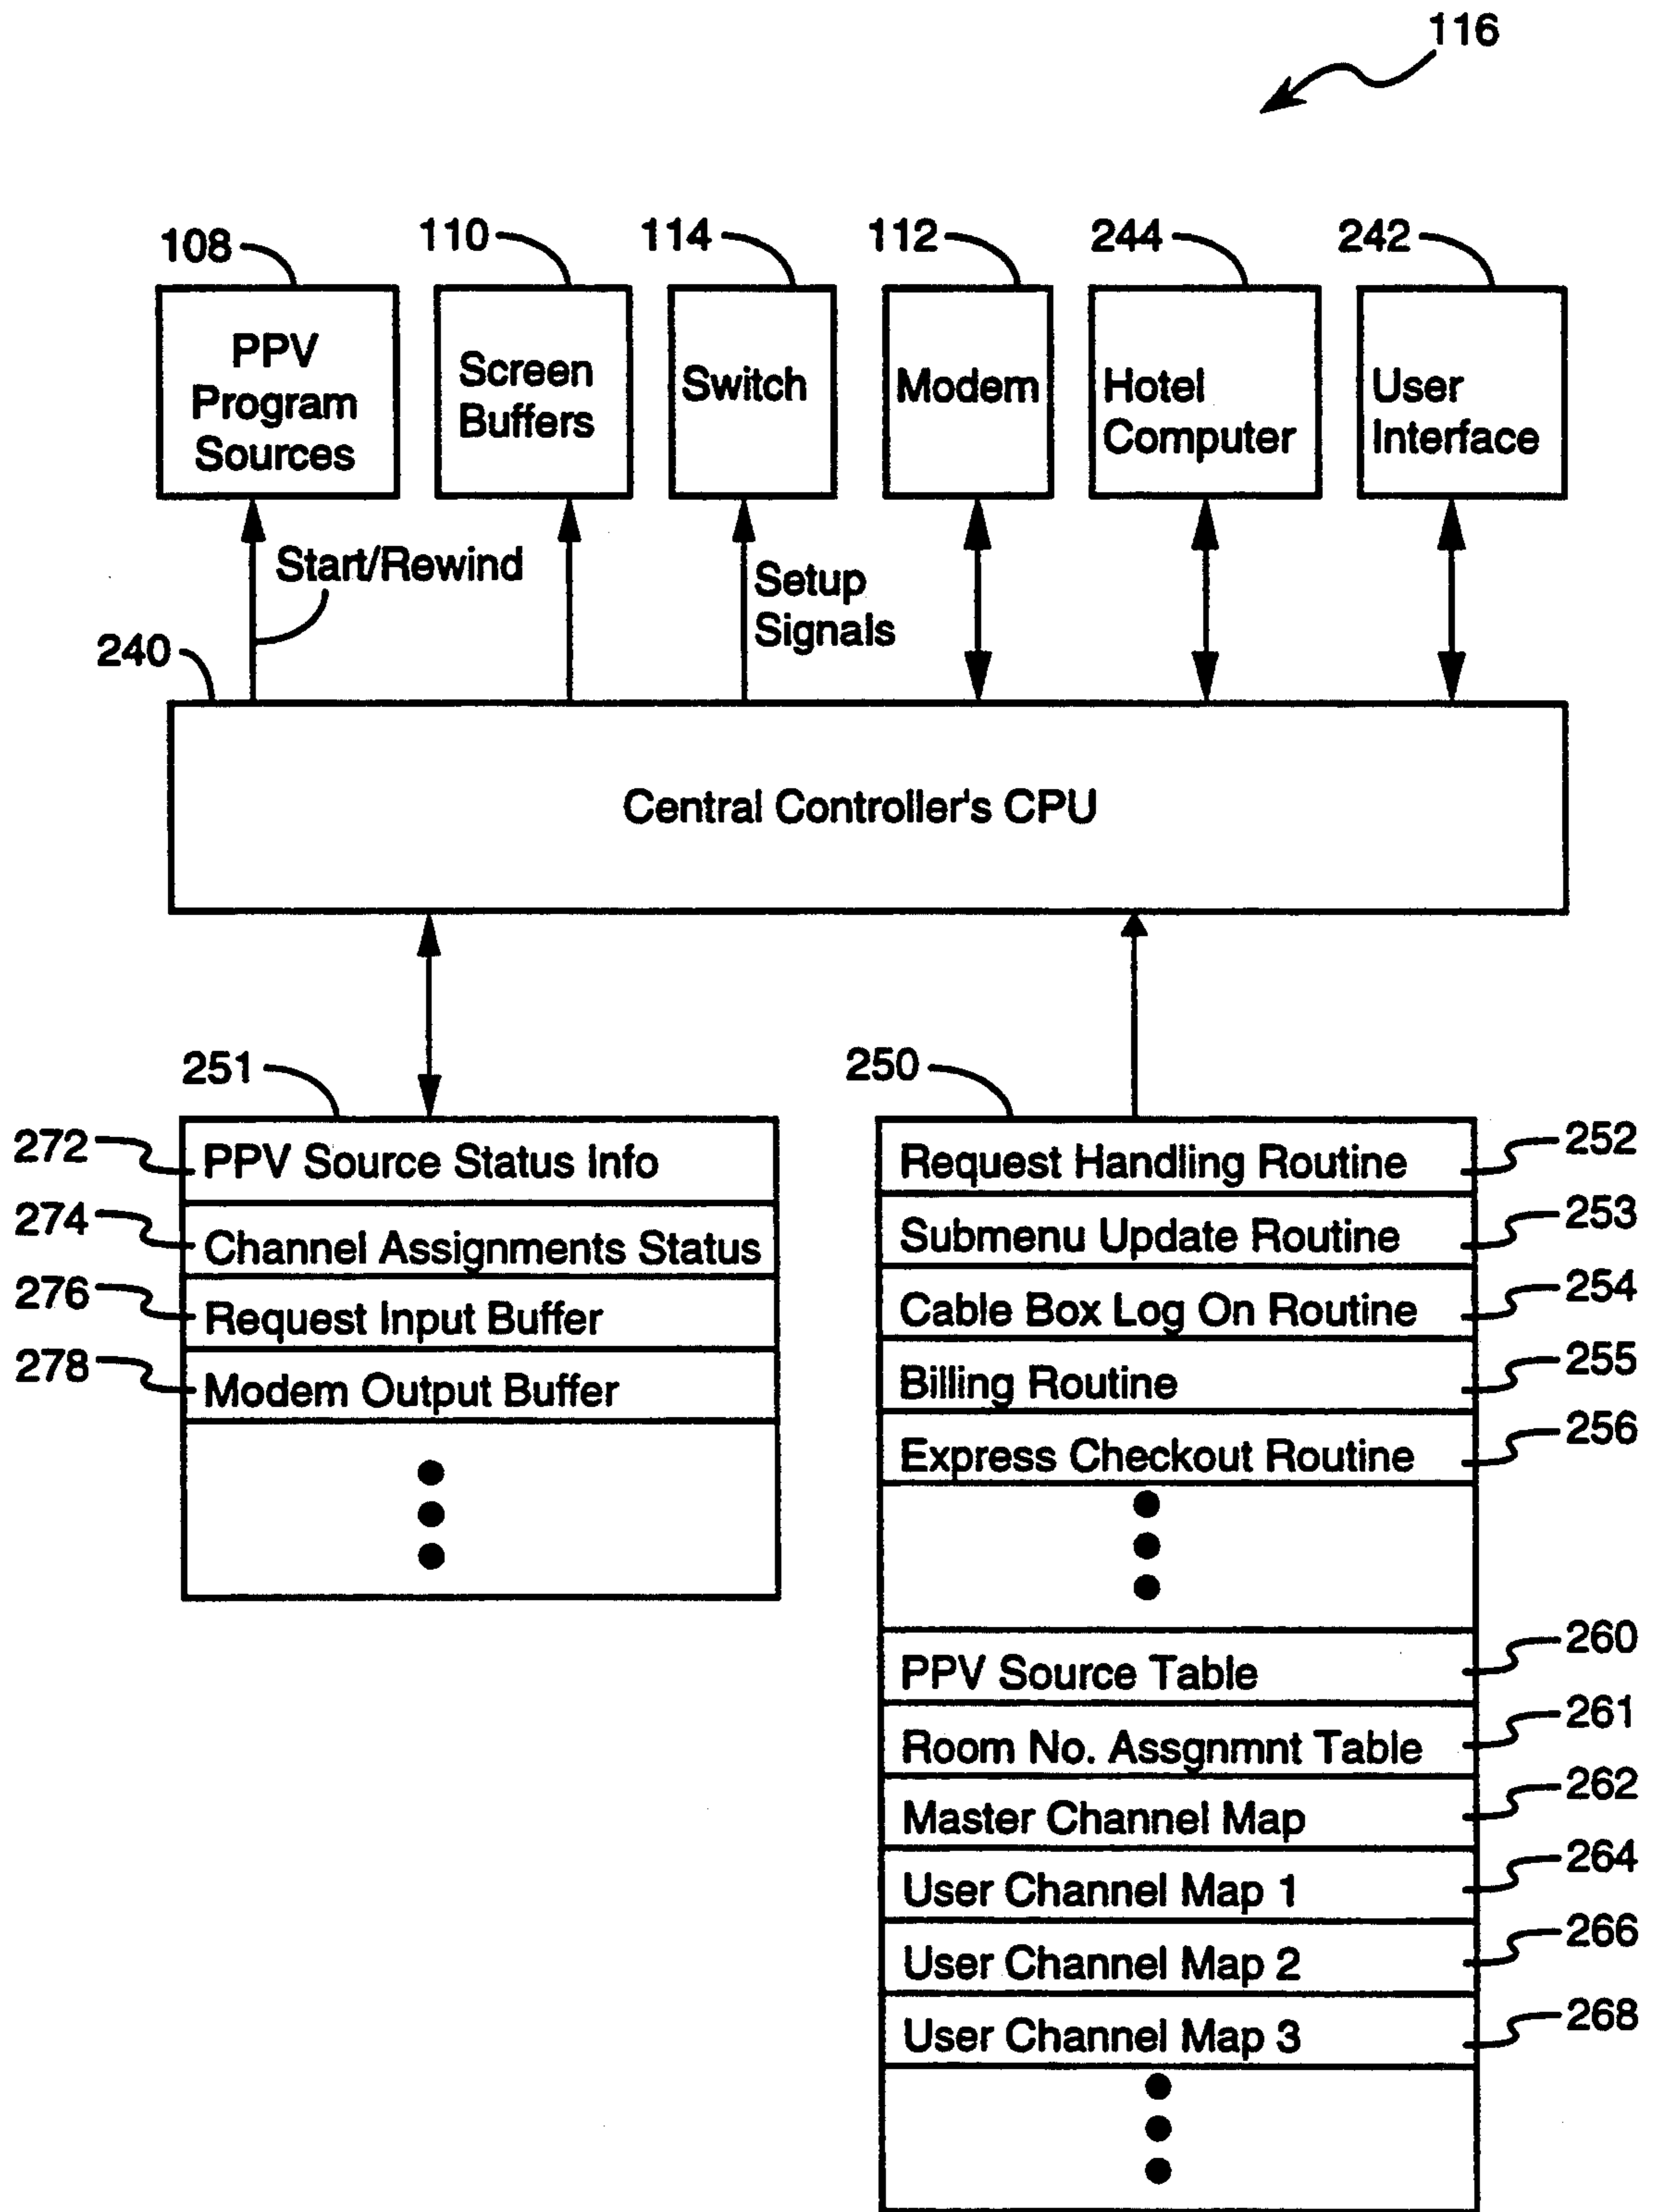 116
108
110
114
112
244
242
PPV
Program
Sources
Screen
Buffers
Switch
Modem
Hotel
Computer
User
Interface
Start/Rewind
Setup
Signals
240
Central Controller's CPU
251
250
272
PPV Source Status Info
274
Channel Assignments Status
276
Request Input Buffer
278
Modem Output Buffer
Request Handling Routine
252
Submenu Update Routine
253
Cable Box Log On Routine
254
Billing Routine
255
Express Checkout Routine
256
PPV Source Table
260
Room No. Assgnmnt Table
261
Master Channel Map
262
User Channel Map 1
264
User Channel Map 2
266
User Channel Map 3
268